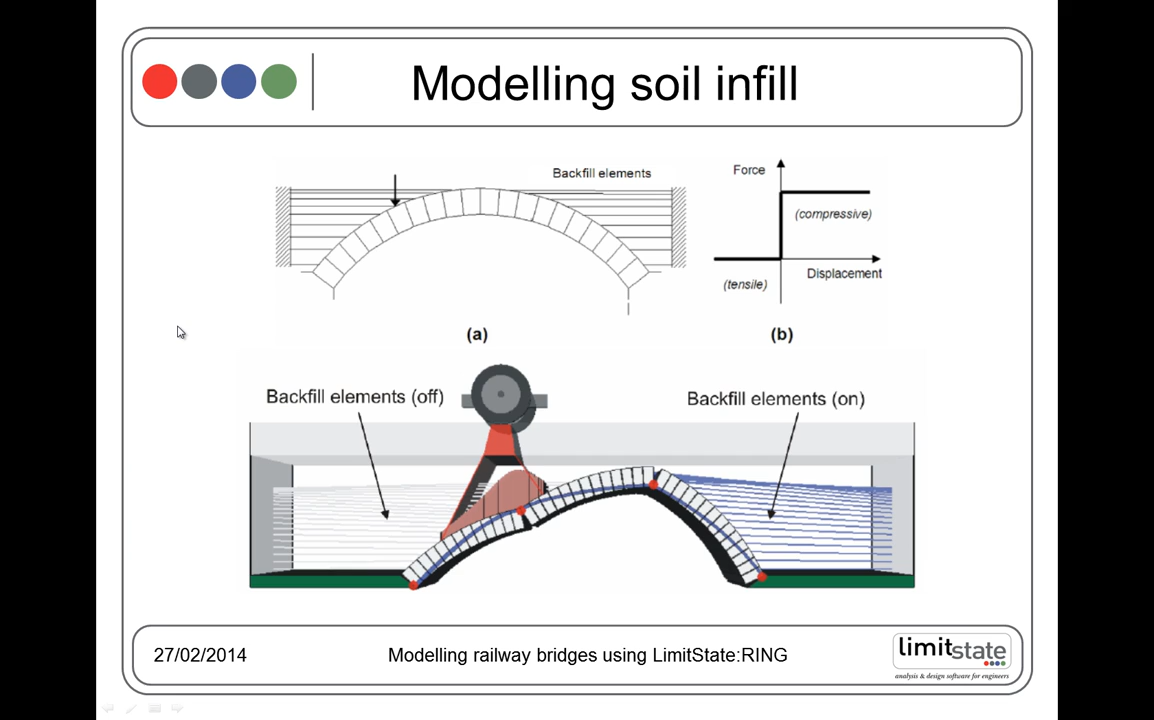 Modelling soil infill
Backfill elements
Force
(compressive)
Displacement
(tensile)
(a)
(b)
Backfill elements (off)
Backfill elements (on)
27/02/2014
Modelling railway bridges using LimitState:RING
limitstate
analysis & design software for engineers